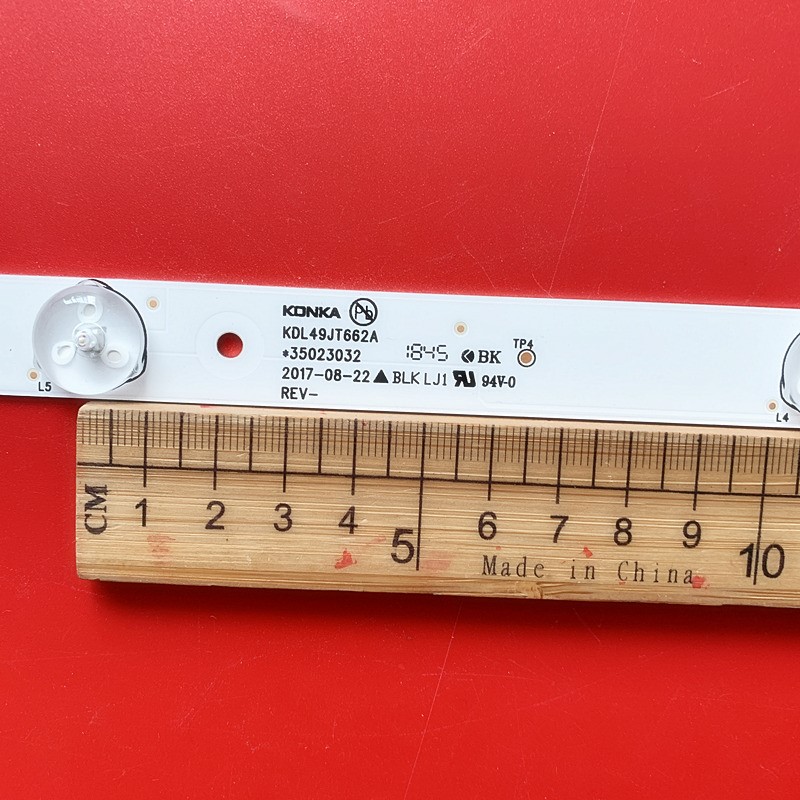 KONKA Pb
KDL49JT662A
*35023032 1845 BK TP4
2017-08-22▲BLK LJ1 94V-0
REV-
L5
L4
CM 1 2 3 4 5 6 7 8 9 10
Made in China